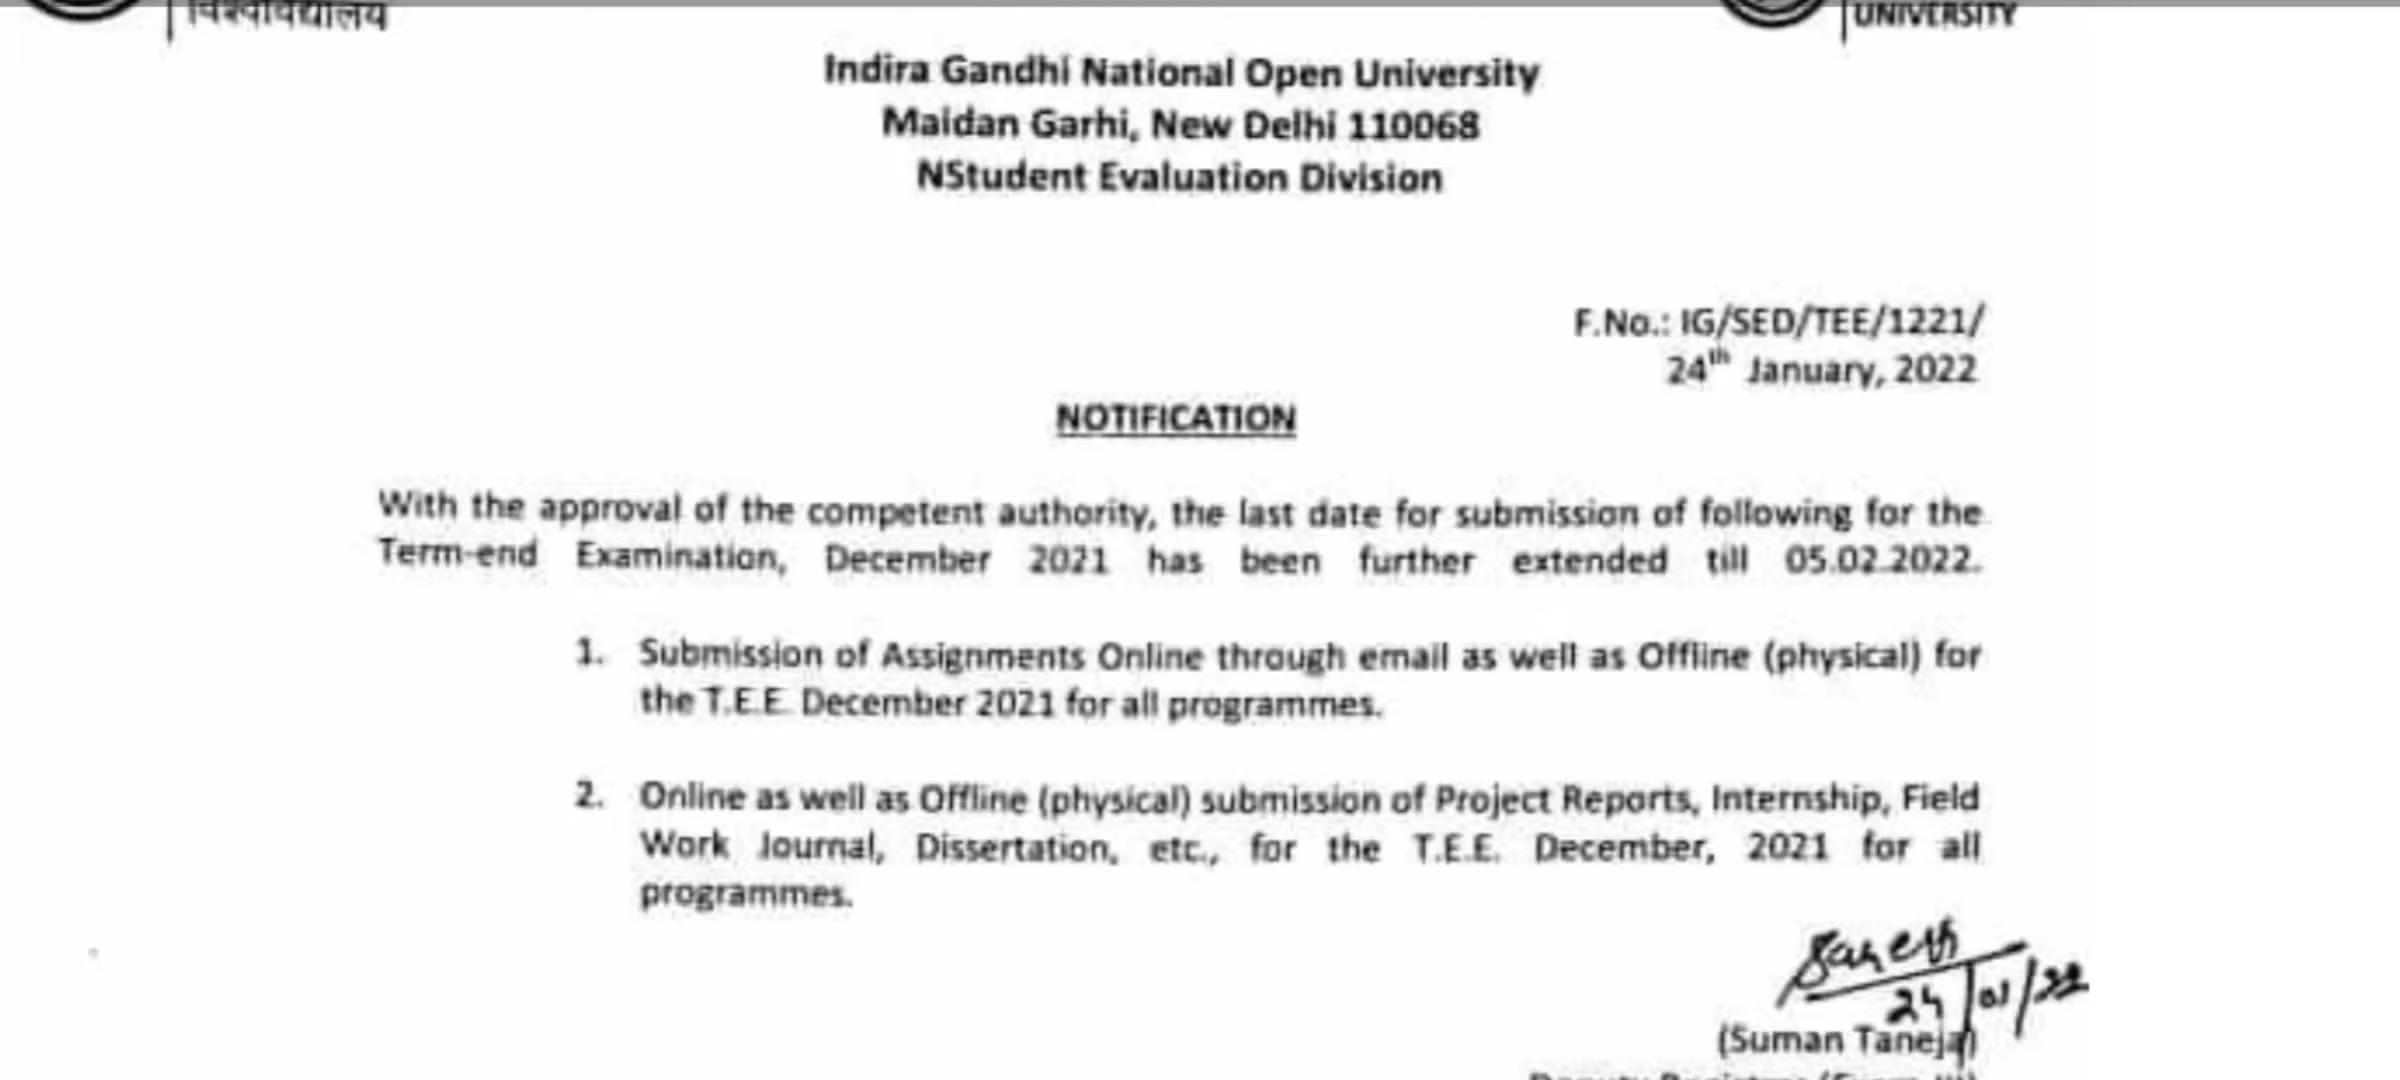 विश्वविद्यालय
UNIVERSITY
Indira Gandhi National Open University
Maidan Garhi, New Delhi 110068
NStudent Evaluation Division
F.No.: IG/SED/TEE/1221/
24th January, 2022
NOTIFICATION
With the approval of the competent authority, the last date for submission of following for the
Term-end Examination, December 2021 has been further extended till 05.02.2022.
1. Submission of Assignments Online through email as well as Offline (physical) for
the T.E.E. December 2021 for all programmes.
2. Online as well as Offline (physical) submission of Project Reports, Internship, Field
Work Journal, Dissertation, etc., for the T.E.E. December, 2021 for all
programmes.
24/01/22
(Suman Taneja)